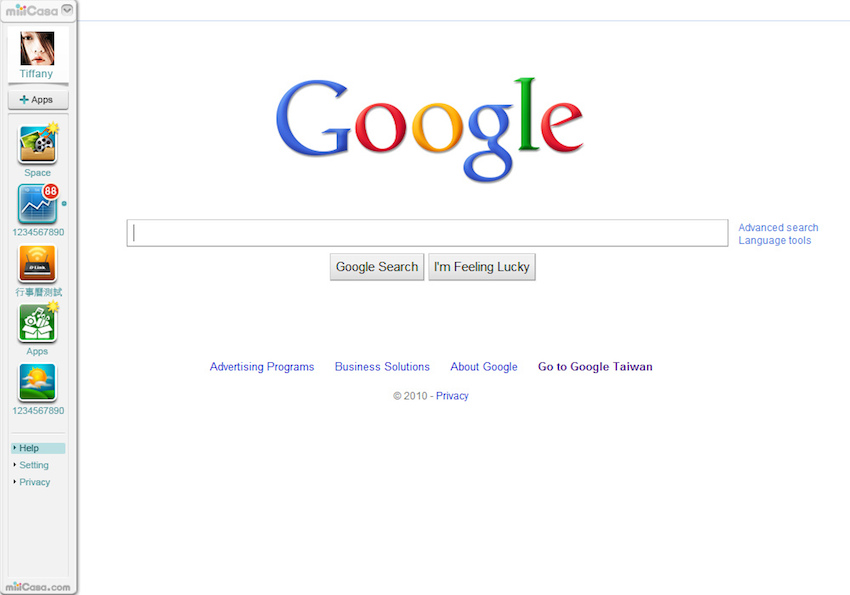 miiiCasa
Tiffany
Apps
Space
88
1234567890
D-Link
行事曆測試
Apps
1234567890
Help
Setting
Privacy
miiiCasa.com
Google
Advanced search
Language tools
Google Search I'm Feeling Lucky
Advertising Programs Business Solutions About Google Go to Google Taiwan
© 2010 - Privacy